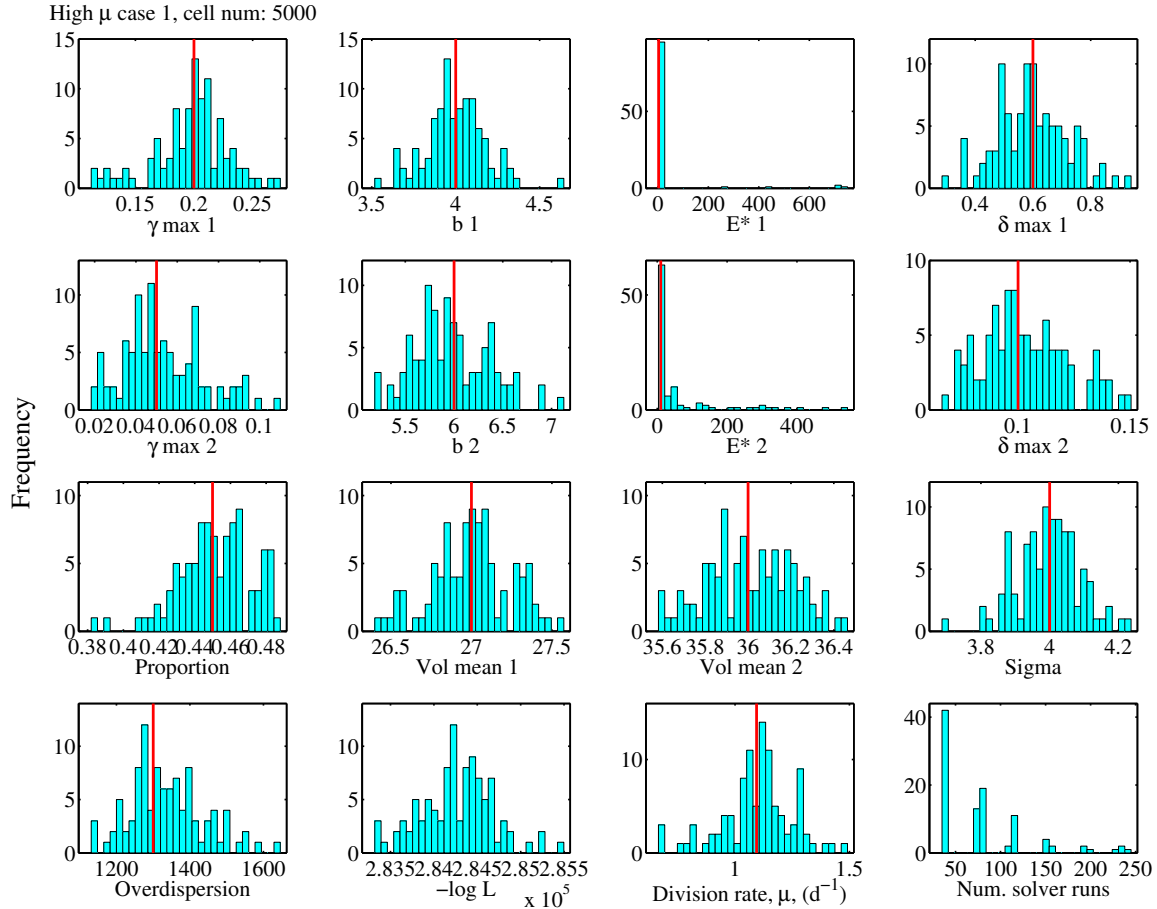 High μ case 1, cell num: 5000
15
10
5
0
0.15 0.2 0.25
γ max 1
15
10
5
0
3.5 4 4.5
b 1
50
0
0 200 400 600
E* 1
10
5
0
0.4 0.6 0.8
δ max 1
10
5
0
0.02 0.04 0.06 0.08 0.1
γ max 2
10
5
0
5.5 6 6.5 7
b 2
50
0
0 200 400
E* 2
10
5
0
0.1 0.15
δ max 2
Frequency
10
5
0
0.38 0.4 0.42 0.44 0.46 0.48
Proportion
10
5
0
26.5 27 27.5
Vol mean 1
10
5
0
35.6 35.8 36 36.2 36.4
Vol mean 2
10
5
0
3.8 4 4.2
Sigma
10
5
0
1200 1400 1600
Overdispersion
10
5
0
2.835 2.84 2.845 2.85 2.855
−log L
x 10⁵
10
0
1 1.5
Division rate, μ, (d⁻¹)
40
20
0
50 100 150 200 250
Num. solver runs